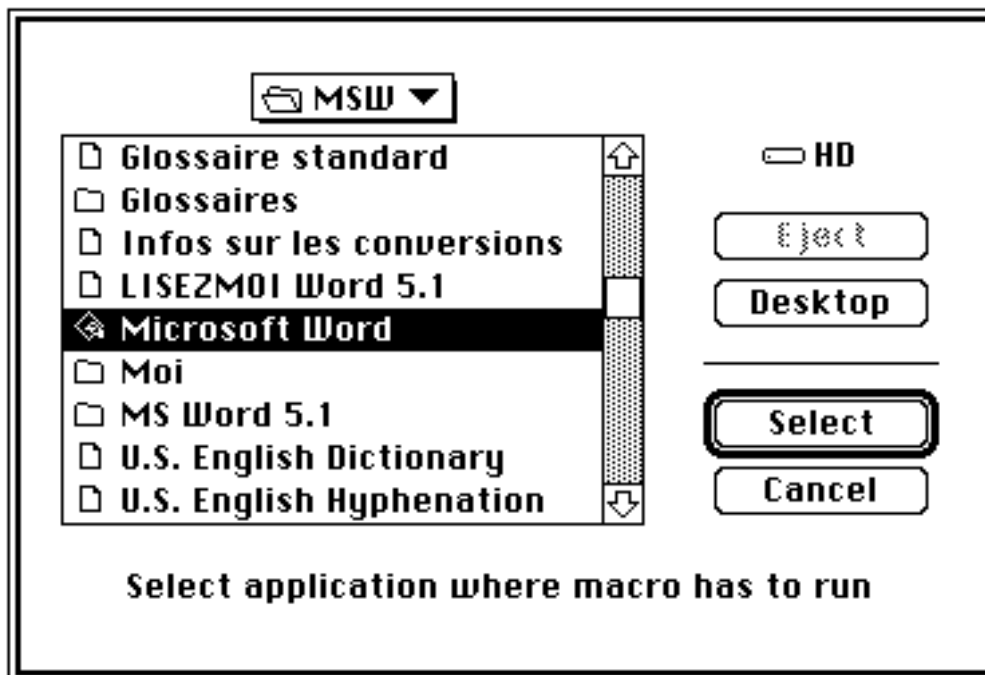 MSW
Glossaire standard
Glossaires
Infos sur les conversions
LISEZMOI Word 5.1
Microsoft Word
Moi
MS Word 5.1
U.S. English Dictionary
U.S. English Hyphenation
HD
Eject
Desktop
Select
Cancel
Select application where macro has to run